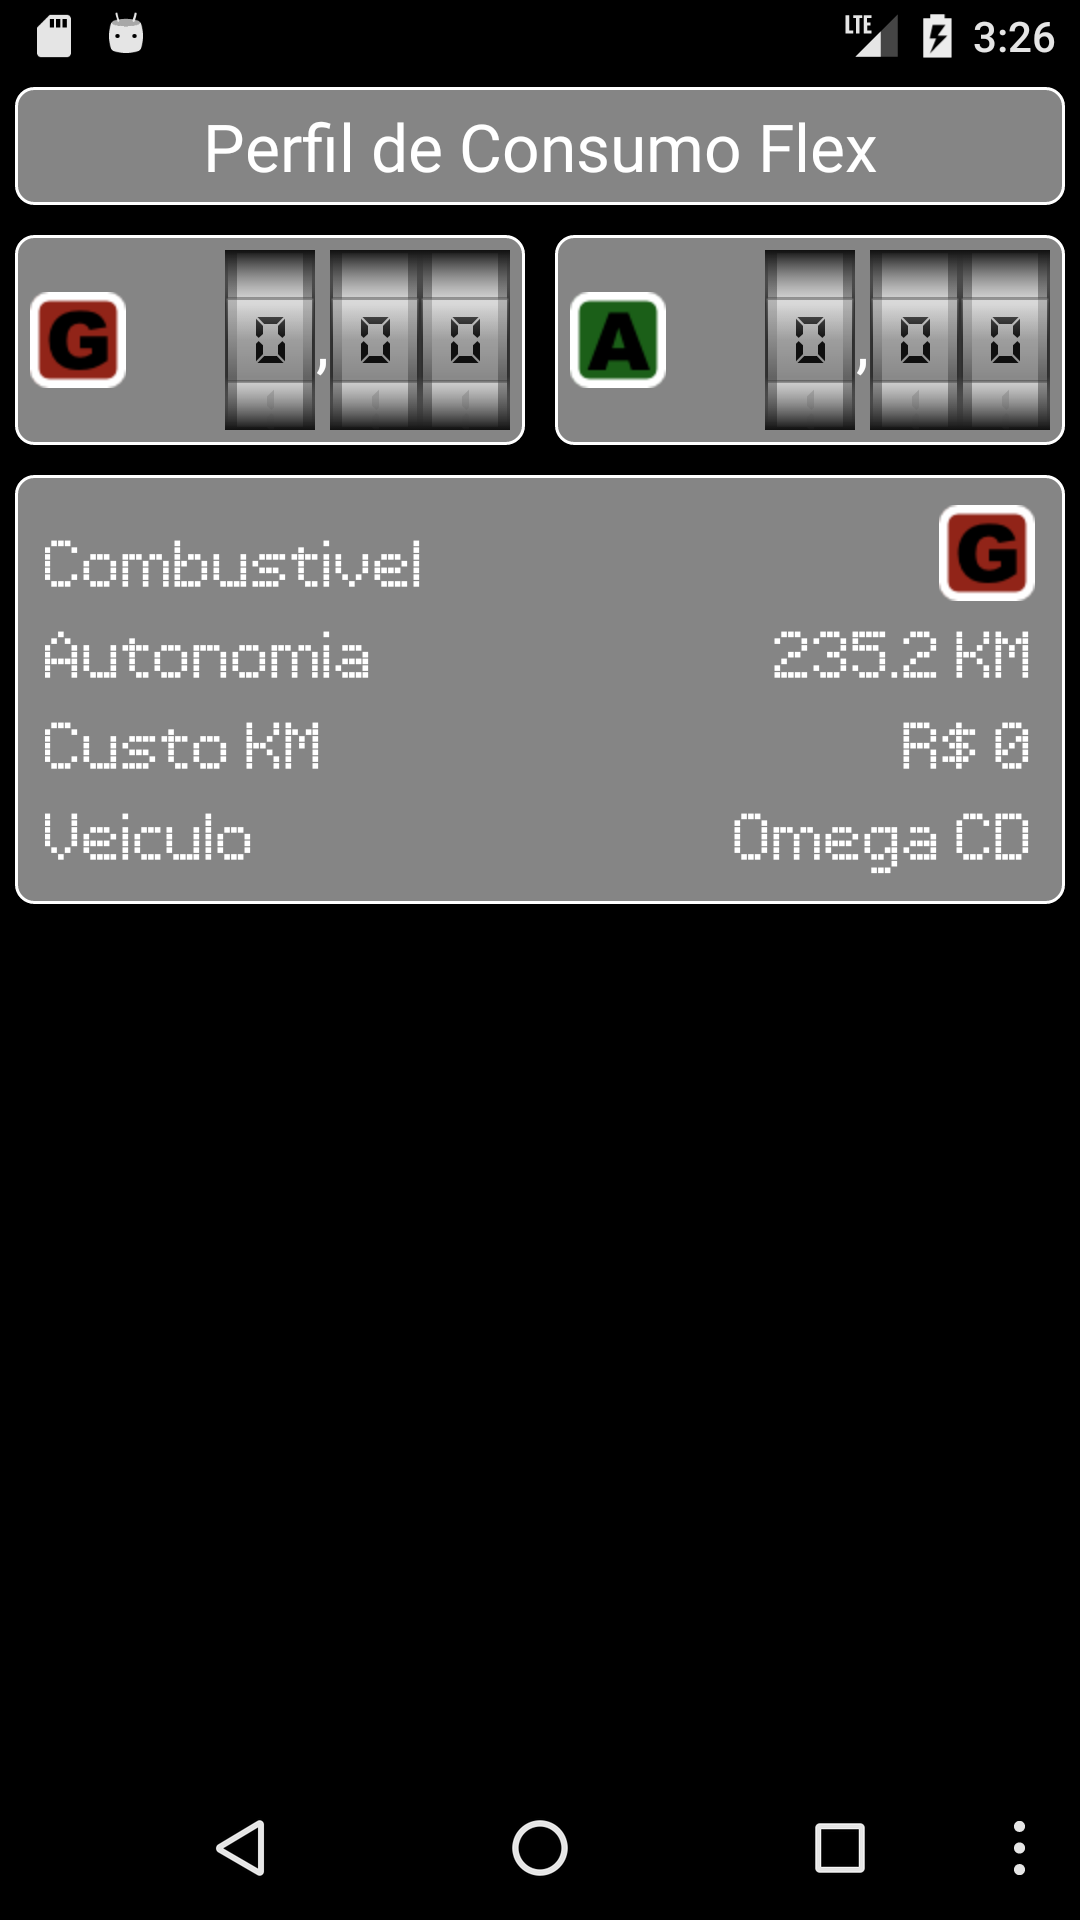 LTE 3:26
Perfil de Consumo Flex
G 0,00 A 0,00
Combustivel G
Autonomia 235.2 KM
Custo KM R$ 0
Veiculo Omega CD